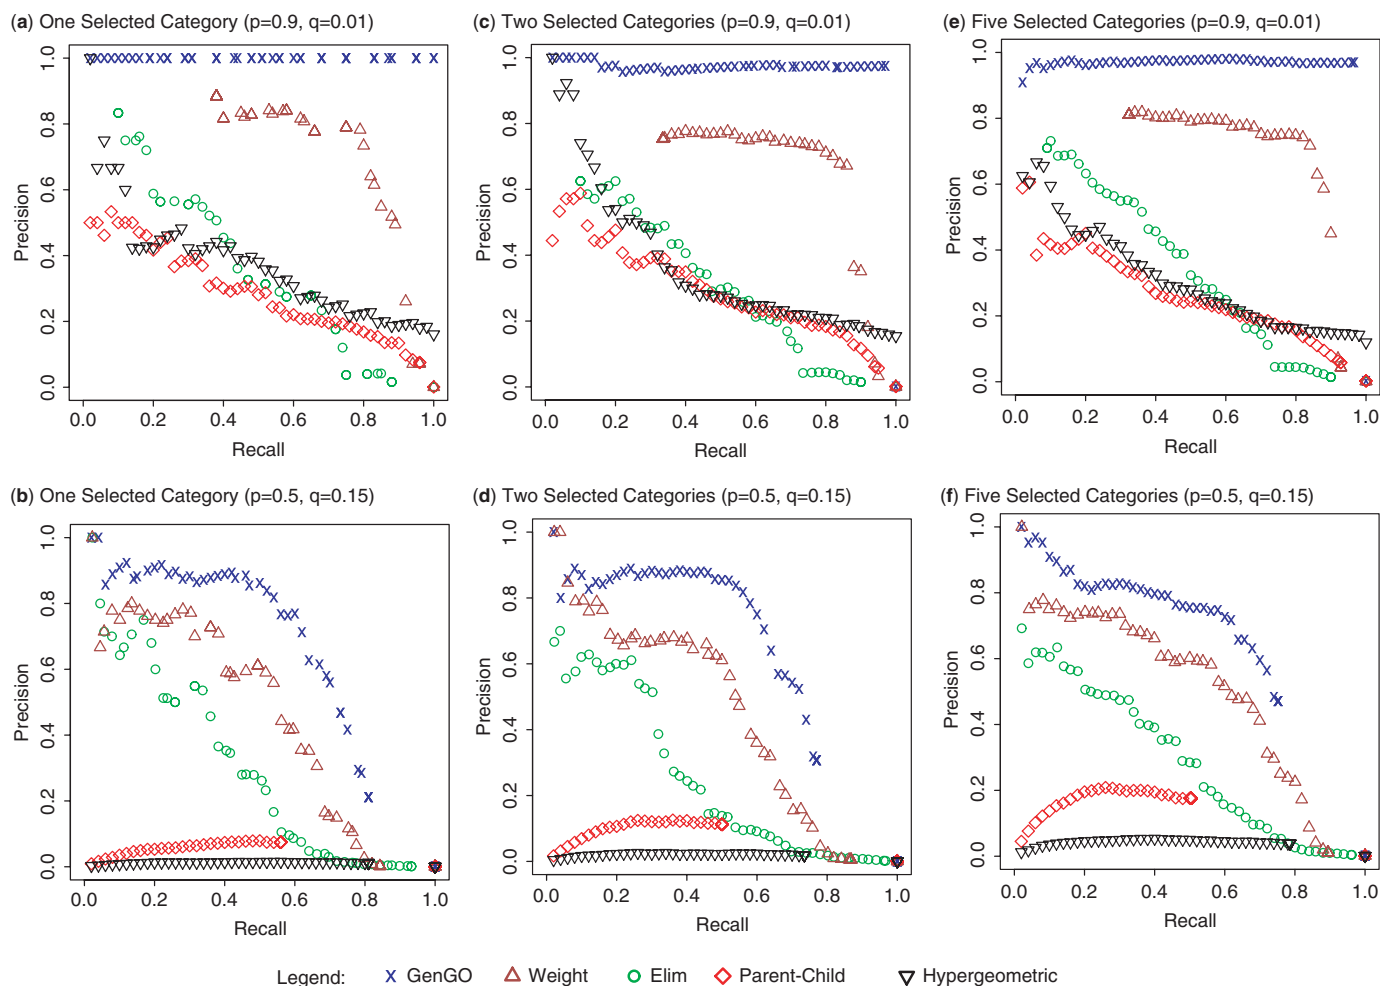 (a) One Selected Category (p=0.9, q=0.01)
Precision
0.0 0.2 0.4 0.6 0.8 1.0
0.0 0.2 0.4 0.6 0.8 1.0
Recall
(c) Two Selected Categories (p=0.9, q=0.01)
Precision
0.0 0.2 0.4 0.6 0.8 1.0
0.0 0.2 0.4 0.6 0.8 1.0
Recall
(e) Five Selected Categories (p=0.9, q=0.01)
Precision
0.0 0.2 0.4 0.6 0.8 1.0
0.0 0.2 0.4 0.6 0.8 1.0
Recall
(b) One Selected Category (p=0.5, q=0.15)
Precision
0.0 0.2 0.4 0.6 0.8 1.0
0.0 0.2 0.4 0.6 0.8 1.0
Recall
(d) Two Selected Categories (p=0.5, q=0.15)
Precision
0.0 0.2 0.4 0.6 0.8 1.0
0.0 0.2 0.4 0.6 0.8 1.0
Recall
(f) Five Selected Categories (p=0.5, q=0.15)
Precision
0.0 0.2 0.4 0.6 0.8 1.0
0.0 0.2 0.4 0.6 0.8 1.0
Recall
Legend: GenGO Weight Elim Parent-Child Hypergeometric